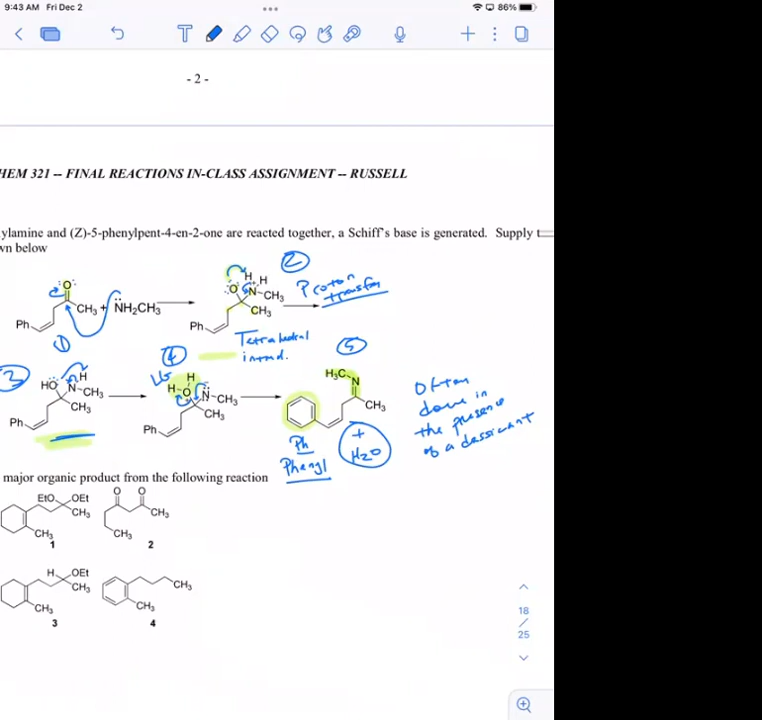 9:43 AM Fri Dec 2
86%
- 2 -
HEM 321 -- FINAL REACTIONS IN-CLASS ASSIGNMENT -- RUSSELL
ylamine and (Z)-5-phenylpent-4-en-2-one are reacted together, a Schiff's base is generated. Supply t
wn below
:O:
CH₃ + N̈H₂CH₃
Ph
1
H
H
:O:
N-CH₃
CH₃
Ph
Tetrahedral
intmd.
2
Proton
transfer
3
HO
H
N-CH₃
CH₃
Ph
4
LG
H
H-O
N-CH₃
CH₃
Ph
5
H₃C
N
CH₃
Ph
Phenyl
+
H₂O
Often
done in
the presence
of a dessicant
major organic product from the following reaction
EtO OEt
CH₃
CH₃
1
O O
CH₃
CH₃
2
H OEt
CH₃
CH₃
3
CH₃
CH₃
4
18
/
25